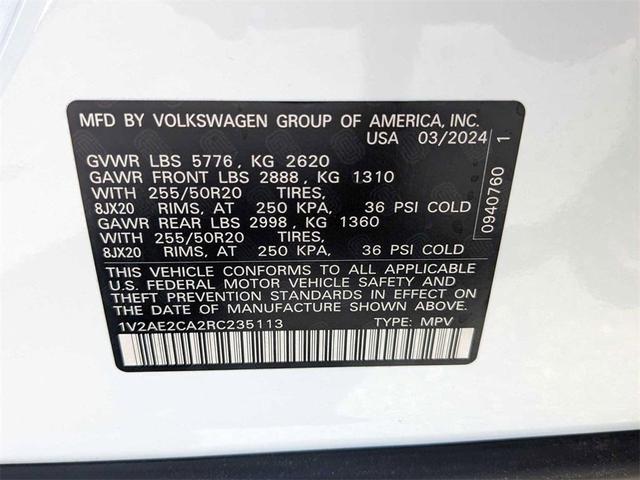 MFD BY VOLKSWAGEN GROUP OF AMERICA, INC.
USA 03/2024 1
GVWR LBS 5776, KG 2620
GAWR FRONT LBS 2888, KG 1310
WITH 255/50R20 TIRES,
8JX20 RIMS, AT 250 KPA, 36 PSI COLD
GAWR REAR LBS 2998, KG 1360
WITH 255/50R20 TIRES,
8JX20 RIMS, AT 250 KPA, 36 PSI COLD
THIS VEHICLE CONFORMS TO ALL APPLICABLE
U.S. FEDERAL MOTOR VEHICLE SAFETY AND
THEFT PREVENTION STANDARDS IN EFFECT ON
THE DATE OF MANUFACTURE SHOWN ABOVE.
1V2AE2CA2RC235113 TYPE: MPV
0940760